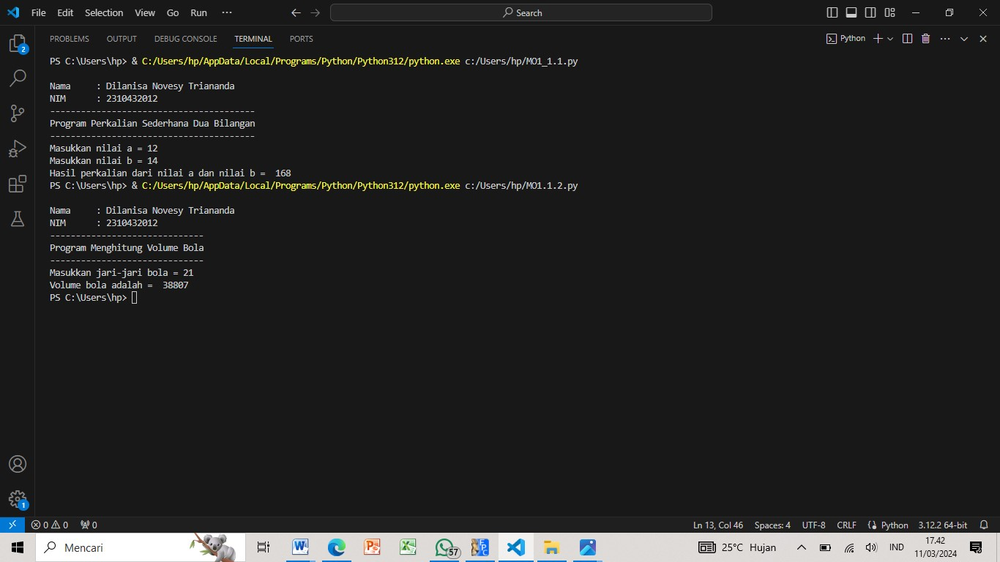 File Edit Selection View Go Run ··· Search
PROBLEMS OUTPUT DEBUG CONSOLE TERMINAL PORTS Python
PS C:\Users\hp> & C:/Users/hp/AppData/Local/Programs/Python/Python312/python.exe c:/Users/hp/MO1_1.1.py
Nama     : Dilanisa Novesy Triananda
NIM      : 2310432012
----------------------------------------
Program Perkalian Sederhana Dua Bilangan
----------------------------------------
Masukkan nilai a = 12
Masukkan nilai b = 14
Hasil perkalian dari nilai a dan nilai b =  168
PS C:\Users\hp> & C:/Users/hp/AppData/Local/Programs/Python/Python312/python.exe c:/Users/hp/MO1.1.2.py
Nama     : Dilanisa Novesy Triananda
NIM      : 2310432012
------------------------------
Program Menghitung Volume Bola
------------------------------
Masukkan jari-jari bola = 21
Volume bola adalah =  38807
PS C:\Users\hp>
2
1
0 0 0 Ln 13, Col 46 Spaces: 4 UTF-8 CRLF Python 3.12.2 64-bit
Mencari 57 25°C Hujan IND 17.42
11/03/2024